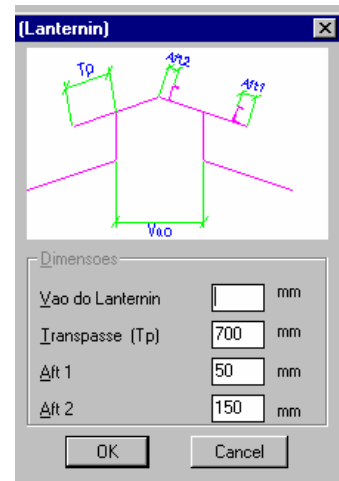 (Lanternin)
Tp
Aft2
Aft1
Vao
Dimensoes
Vao do Lanternin mm
Transpasse (Tp) 700 mm
Aft 1 50 mm
Aft 2 150 mm
OK Cancel